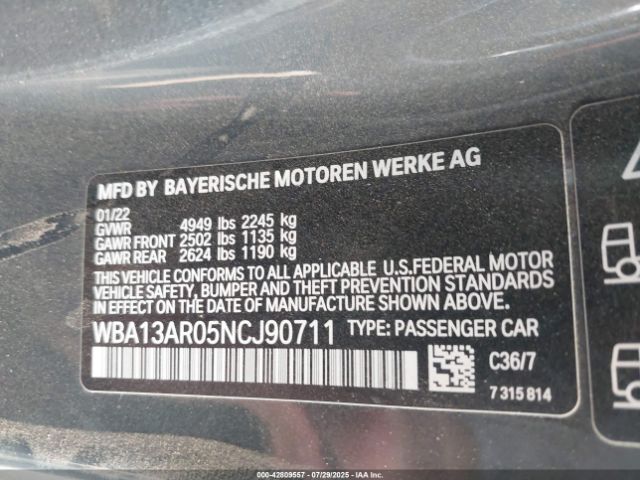 MFD BY BAYERISCHE MOTOREN WERKE AG
01/22
GVWR 4949 lbs 2245 kg
GAWR FRONT 2502 lbs 1135 kg
GAWR REAR 2624 lbs 1190 kg
THIS VEHICLE CONFORMS TO ALL APPLICABLE U.S.FEDERAL MOTOR
VEHICLE SAFETY, BUMPER AND THEFT PREVENTION STANDARDS
IN EFFECT ON THE DATE OF MANUFACTURE SHOWN ABOVE.
WBA13AR05NCJ90711 TYPE: PASSENGER CAR
C36/7
7 315 814
000-42809557 07/29/2025 IAAI.COM